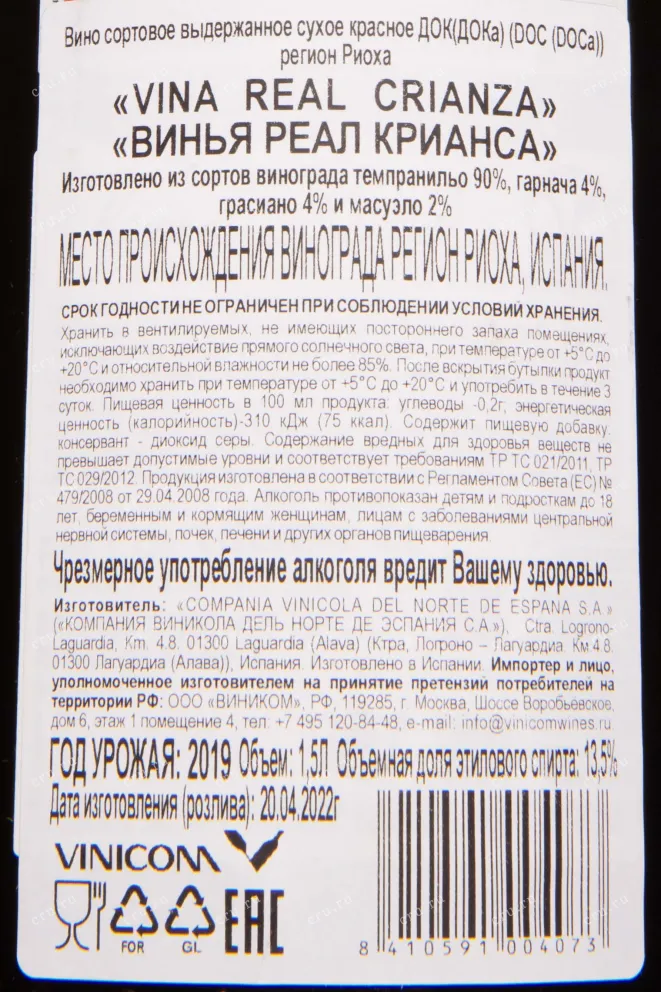 Вино сортовое выдержанное сухое красное ДОК(ДОКа) (DOC (DOCa))
регион Риоха
«VINA REAL CRIANZA»
«ВИНЬЯ РЕАЛ КРИАНСА»
Изготовлено из сортов винограда темпранильо 90%, гарнача 4%,
грасиано 4% и масуэло 2%
МЕСТО ПРОИСХОЖДЕНИЯ ВИНОГРАДА РЕГИОН РИОХА, ИСПАНИЯ.
СРОК ГОДНОСТИ НЕ ОГРАНИЧЕН ПРИ СОБЛЮДЕНИИ УСЛОВИЙ ХРАНЕНИЯ.
Хранить в вентилируемых, не имеющих постороннего запаха помещениях,
исключающих воздействие прямого солнечного света, при температуре от +5°C до
+20°C и относительной влажности не более 85%. После вскрытия бутылки продукт
необходимо хранить при температуре от +5°C до +20°C и употребить в течение 3
суток. Пищевая ценность в 100 мл продукта: углеводы -0,2г, энергетическая
ценность (калорийность)-310 кДж (75 ккал). Содержит пищевую добавку
консервант - диоксид серы. Содержание вредных для здоровья веществ не
превышает допустимые уровни и соответствует требованиям ТР ТС 021/2011, ТР
ТС 029/2012. Продукция изготовлена в соответствии с Регламентом Совета (ЕС) №
479/2008 от 29.04.2008 года. Алкоголь противопоказан детям и подросткам до 18
лет, беременным и кормящим женщинам, лицам с заболеваниями центральной
нервной системы, почек, печени и других органов пищеварения.
Чрезмерное употребление алкоголя вредит Вашему здоровью.
Изготовитель: «COMPANIA VINICOLA DEL NORTE DE ESPANA S.A.»
(«КОМПАНИЯ ВИНИКОЛА ДЕЛЬ НОРТЕ ДЕ ЭСПАНИЯ С.А.»), Ctra. Logrono-
Laguardia, Km. 4.8. 01300 Laguardia (Alava) (Ктра, Логроно – Лагуардиа Км.4.8.
01300 Лагуардиа (Алава)), Испания. Изготовлено в Испании. Импортер и лицо,
уполномоченное изготовителем на принятие претензий потребителей на
территории РФ: ООО «ВИНИКОМ», РФ, 119285, г. Москва, Шоссе Воробьевское,
дом 6, этаж 1 помещение 4, тел: +7 495 120-84-48, e-mail: info@vinicomwines.ru
ГОД УРОЖАЯ: 2019 Объем: 1,5Л Объемная доля этилового спирта: 13,5%
Дата изготовления (розлива): 20.04.2022г
VINICOM
FOR GL EAC
8 410591 004073